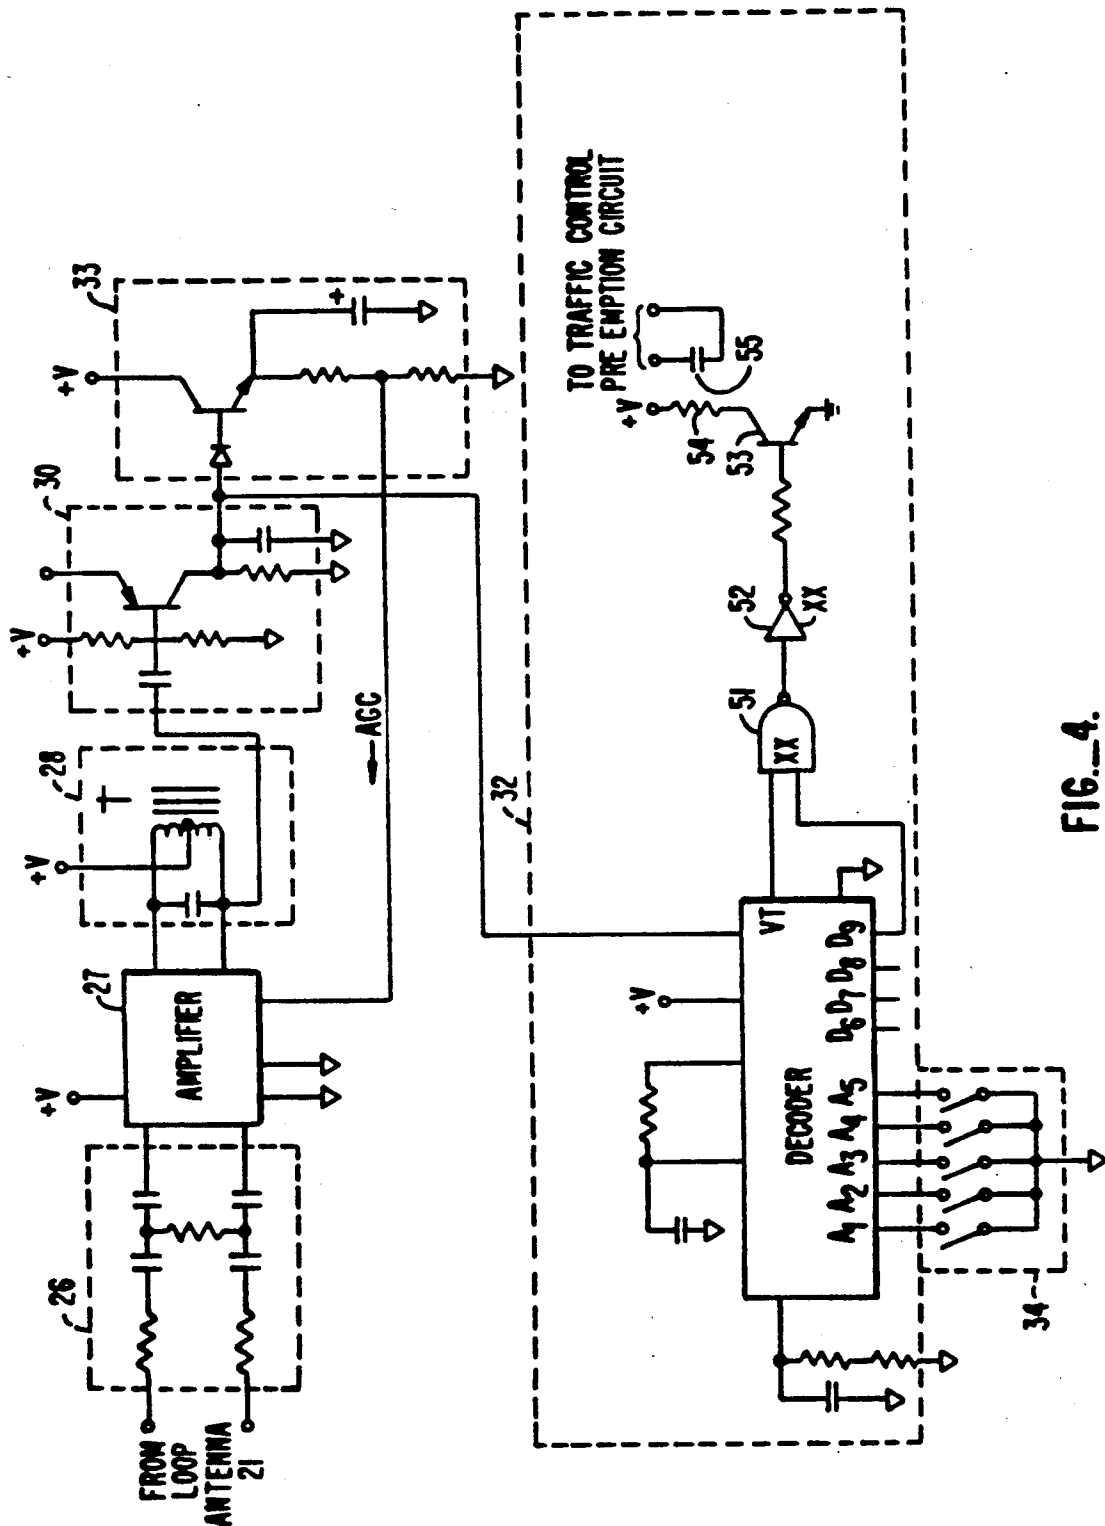 FROM
LOOP
ANTENNA
21
26
+V
AMPLIFIER
27
+V
28
+V
30
+V
33
AGC
32
+V
DECODER
VT
A1 A2 A3 A4 A5 D6 D7 D8 D9
34
XX
51
52
XX
53
54
+V
55
TO TRAFFIC CONTROL
PRE EMPTION CIRCUIT
+
FIG._4.